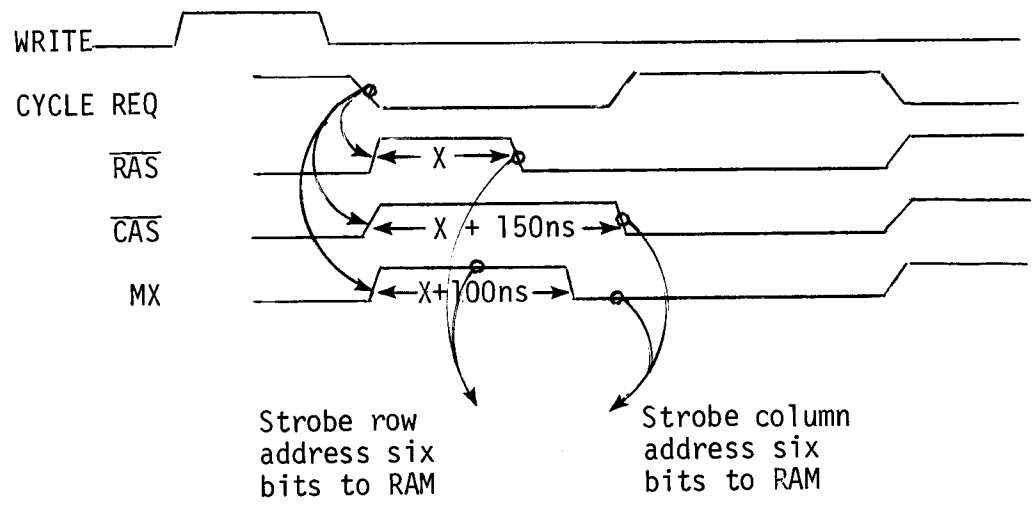 WRITE
CYCLE REQ
RAS
X
CAS
X + 150ns
MX
X+100ns
Strobe row
address six
bits to RAM
Strobe column
address six
bits to RAM